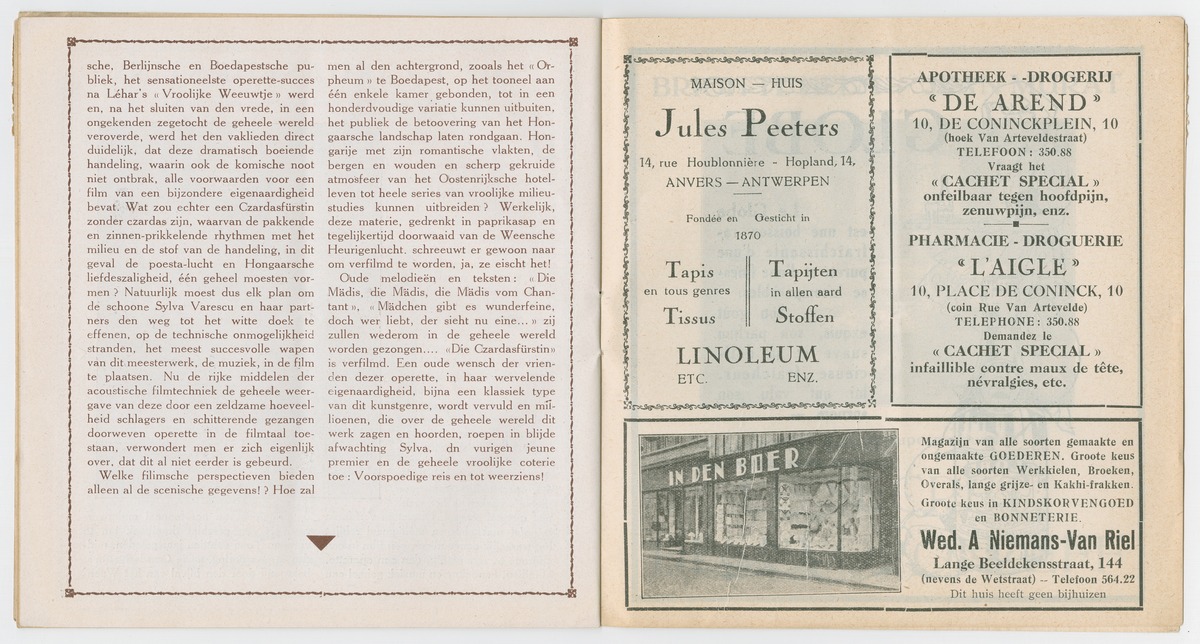 sche, Berlijnsche en Boedapestsche pu-
bliek, het sensationeelste operette-succes
na Léhar's « Vroolijke Weeuwtje » werd
en, na het sluiten van den vrede, in een
ongekenden zegetocht de geheele wereld
veroverde, werd het den vaklieden direct
duidelijk, dat deze dramatisch boeiende
handeling, waarin ook de komische noot
niet ontbrak, alle voorwaarden voor een
film van een bijzondere eigenaardigheid
bevat. Wat zou echter een Czardasfürstin
zonder czardas zijn, waarvan de pakkende
en zinnen-prikkelende rhythmen met het
milieu en de stof van de handeling, in dit
geval de poesta-lucht en Hongaarsche
liefdeszaligheid, één geheel moesten vor-
men ? Natuurlijk moest dus elk plan om
de schoone Sylva Varescu en haar part-
ners den weg tot het witte doek te
effenen, op de technische onmogelijkheid
stranden, het meest succesvolle wapen
van dit meesterwerk, de muziek, in de film
te plaatsen. Nu de rijke middelen der
acoustische filmtechniek de geheele weer-
gave van deze door een zeldzame hoeveel-
heid schlagers en schitterende gezangen
doorweven operette in de filmtaal toe-
staan, verwondert men er zich eigenlijk
over, dat dit al niet eerder is gebeurd.
Welke filimsche perspectieven bieden
alleen al de scenische gegevens! ? Hoe zal
men al den achtergrond, zooals het « Or-
pheum » te Boedapest, op het tooneel aan
één enkele kamer gebonden, tot in een
honderdvoudige variatie kunnen uitbuiten,
het publiek de betoovering van het Hon-
gaarsche landschap laten rondgaan. Hon-
garije met zijn romantische vlakten, de
bergen en wouden en scherp gekruide
atmosfeer van het Oostenrijksche hotel-
leven tot heele series van vroolijke milieu-
studies kunnen uitbreiden ? Werkelijk,
deze materie, gedrenkt in paprikasap en
tegelijkertijd doorwaaid van de Weensche
Heurigenlucht, schreeuwt er gewoon naar
om verfilmd te worden, ja, ze eischt het!
Oude melodieën en teksten : « Die
Mädis, die Mädis, die Mädis vom Chan-
tant », « Mädchen gibt es wunderfeine,
doch wer liebt, der sieht nu eine... » zij
zullen wederom in de geheele wereld
worden gezongen.... «Die Czardasfürstin»
is verfilmd. Een oude wensch der vrien-
den dezer operette, in haar wervelende
eigenaardigheid, bijna een klassiek type
van dit kunstgenre, wordt vervuld en mil-
lioenen, die over de geheele wereld dit
werk zagen en hoorden, roepen in blijde
afwachting Sylva, dn vurigen jeune
premier en de geheele vroolijke coterie
toe : Voorspoedige reis en tot weerziens!
MAISON — HUIS
Jules Peeters
14, rue Houblonnière - Hopland, 14,
ANVERS — ANTWERPEN
Fondée en Gesticht in
1870
Tapis
en tous genres
Tissus
Tapijten
in allen aard
Stoffen
LINOLEUM
ETC. ENZ.
APOTHEEK - -DROGERIJ
« DE AREND »
10, DE CONINCKPLEIN, 10
(hoek Van Arteveldestraat)
TELEFOON : 350.88
Vraagt het
« CACHET SPECIAL »
onfeilbaar tegen hoofdpijn,
zenuwpijn, enz.
PHARMACIE - DROGUERIE
« L'AIGLE »
10, PLACE DE CONINCK, 10
(coin Rue Van Artevelde)
TELEPHONE : 350.88
Demandez le
« CACHET SPECIAL »
infaillible contre maux de tête,
névralgies, etc.
IN DEN BOER
Magazijn van alle soorten gemaakte en
ongemaakte GOEDEREN. Groote keus
van alle soorten Werkkielen, Broeken,
Overals, lange grijze- en Kakhi-frakken.
Groote keus in KINDSKORVENGOED
en BONNETERIE.
Wed. A Niemans-Van Riel
Lange Beeldekensstraat, 144
(nevens de Wetstraat) -- Telefoon 564.22
Dit huis heeft geen bijhuizen